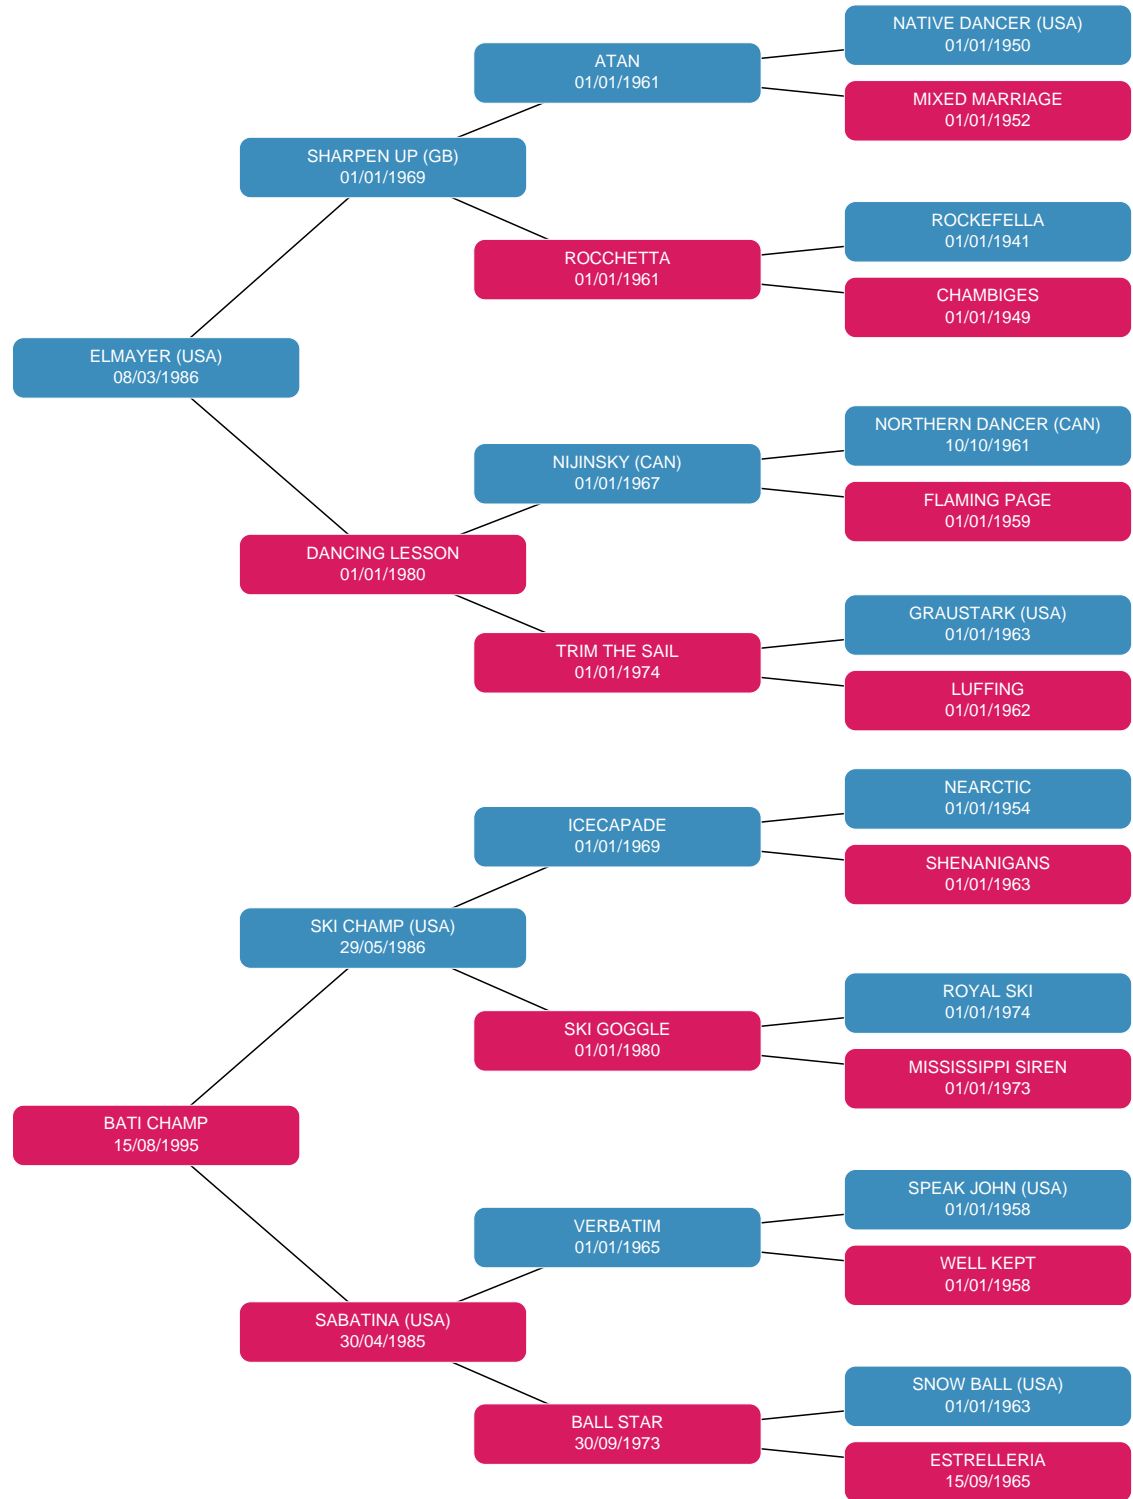 NATIVE DANCER (USA)
01/01/1950
ATAN
01/01/1961
MIXED MARRIAGE
01/01/1952
SHARPEN UP (GB)
01/01/1969
ROCKEFELLA
01/01/1941
ROCCHETTA
01/01/1961
CHAMBIGES
01/01/1949
ELMAYER (USA)
08/03/1986
NORTHERN DANCER (CAN)
10/10/1961
NIJINSKY (CAN)
01/01/1967
FLAMING PAGE
01/01/1959
DANCING LESSON
01/01/1980
GRAUSTARK (USA)
01/01/1963
TRIM THE SAIL
01/01/1974
LUFFING
01/01/1962
NEARCTIC
01/01/1954
ICECAPADE
01/01/1969
SHENANIGANS
01/01/1963
SKI CHAMP (USA)
29/05/1986
ROYAL SKI
01/01/1974
SKI GOGGLE
01/01/1980
MISSISSIPPI SIREN
01/01/1973
BATI CHAMP
15/08/1995
SPEAK JOHN (USA)
01/01/1958
VERBATIM
01/01/1965
WELL KEPT
01/01/1958
SABATINA (USA)
30/04/1985
SNOW BALL (USA)
01/01/1963
BALL STAR
30/09/1973
ESTRELLERIA
15/09/1965